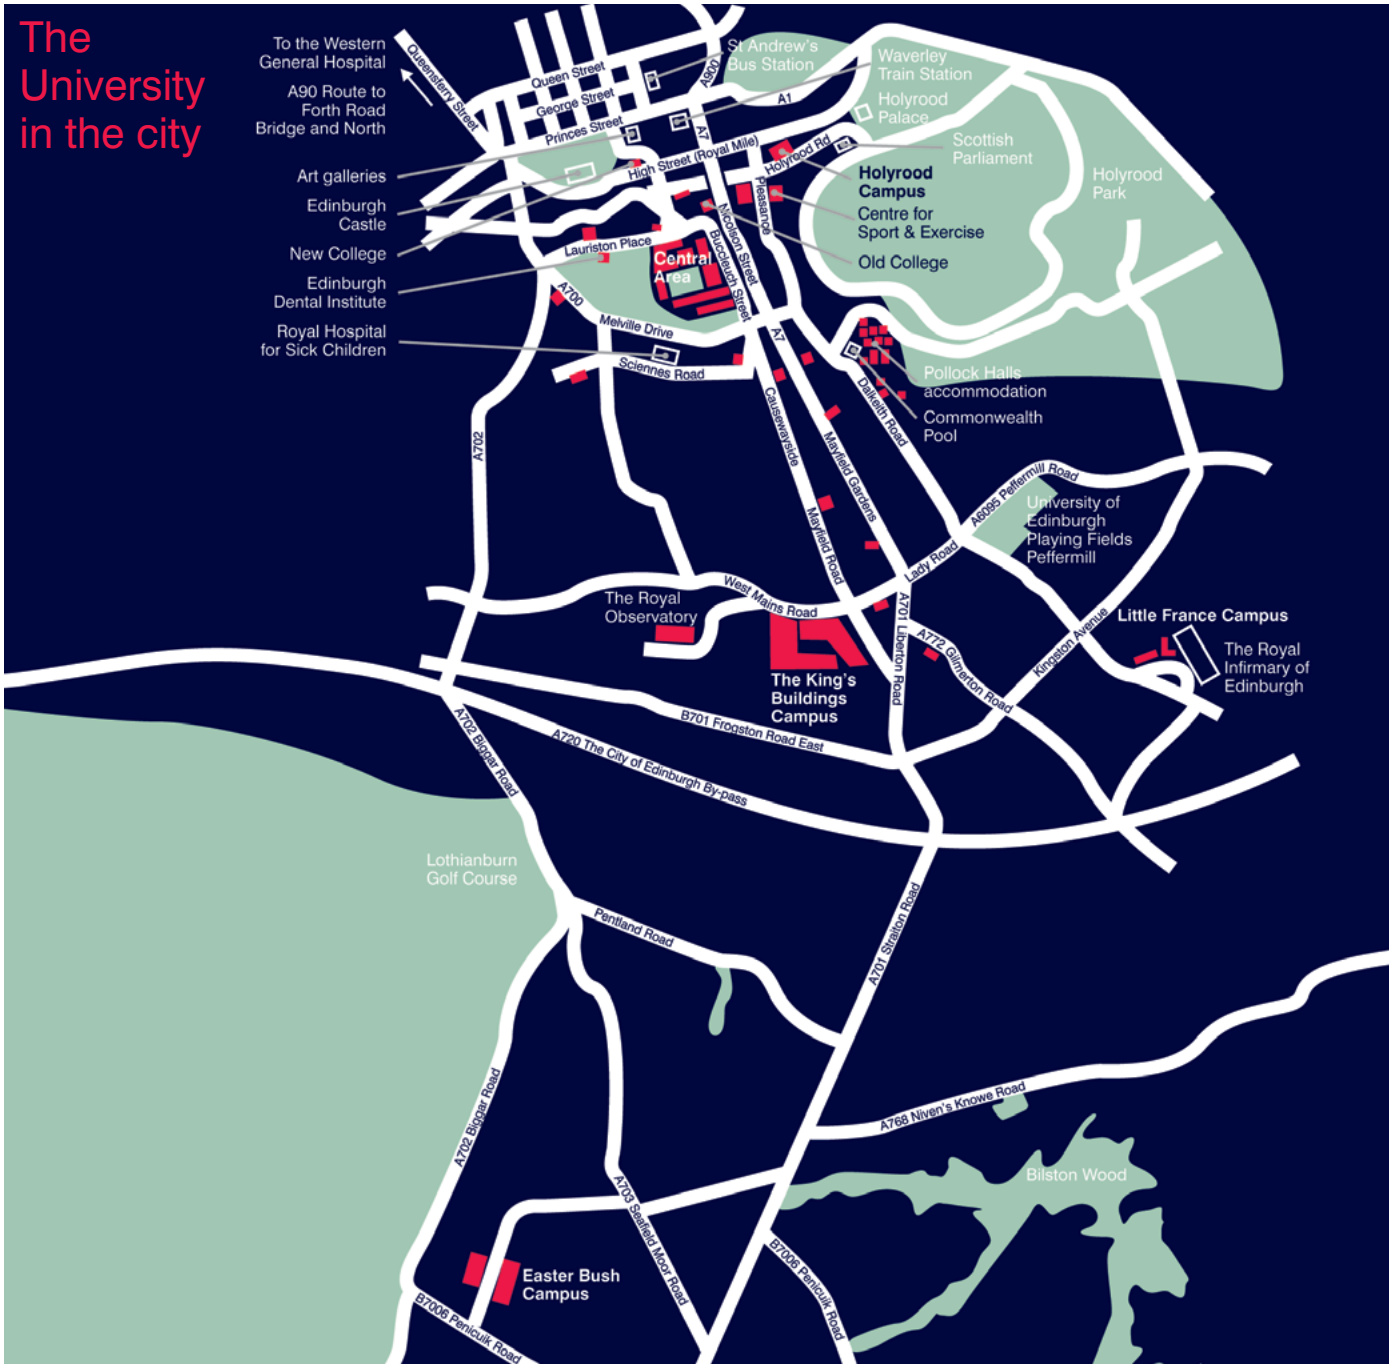 The
University
in the city
To the Western
General Hospital
A90 Route to
Forth Road
Bridge and North
Art galleries
Edinburgh
Castle
New College
Edinburgh
Dental Institute
Royal Hospital
for Sick Children
Queensferry Street
Queen Street
George Street
Princes Street
A900
St Andrew's
Bus Station
A1
A7
Waverley
Train Station
Holyrood
Palace
High Street (Royal Mile)
Holyrood Rd
Scottish
Parliament
Holyrood
Campus
Centre for
Sport & Exercise
Old College
Holyrood
Park
Pleasance
Nicolson Street
Buccleuch Street
Lauriston Place
Central
Area
A700
Melville Drive
A7
Sciennes Road
Pollock Halls
accommodation
Commonwealth
Pool
Dalkeith Road
Causewayside
Mayfield Gardens
A702
Mayfield Road
A6095 Peffermill Road
University of
Edinburgh
Playing Fields
Peffermill
Lady Road
West Mains Road
The Royal
Observatory
A701 Liberton Road
A772 Gilmerton Road
Kingston Avenue
Little France Campus
The Royal
Infirmary of
Edinburgh
The King's
Buildings
Campus
B701 Frogston Road East
A720 The City of Edinburgh By-pass
A702 Biggar Road
Lothianburn
Golf Course
Pentland Road
A701 Straiton Road
A702 Biggar Road
A768 Niven's Knowe Road
Bilston Wood
A703 Seafield Moor Road
B7006 Penicuik Road
Easter Bush
Campus
B7006 Penicuik Road